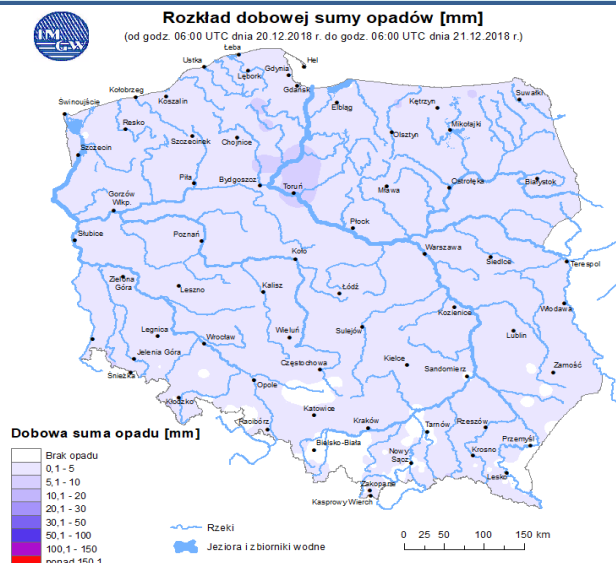 Rozkład dobowej sumy opadów [mm]
(od godz. 06:00 UTC dnia 20.12.2018 r. do godz. 06:00 UTC dnia 21.12.2018 r.)
IM
GW
Łeba
Hel
Ustka
Gdynia
Lębork
Gdańsk
Suwałki
Kołobrzeg
Koszalin
Elbląg
Kętrzyn
Świnoujście
Resko
Szczecinek
Chojnice
Olsztyn
Mikołajki
Szczecin
Piła
Bydgoszcz
Toruń
Mława
Ostrołęka
Białystok
Gorzów
Wlkp.
Płock
Słubice
Poznań
Koło
Warszawa
Siedlce
Terespol
Zielona
Góra
Leszno
Kalisz
Łódź
Kozienice
Włodawa
Legnica
Wrocław
Wieluń
Sulejów
Lublin
Jelenia Góra
Śnieżka
Częstochowa
Kielce
Sandomierz
Zamość
Opole
Kłodzko
Katowice
Racibórz
Kraków
Tarnów
Rzeszów
Przemyśl
Bielsko-Biała
Nowy
Sącz
Krosno
Lesko
Zakopane
Kasprowy Wierch
Dobowa suma opadu [mm]
Brak opadu
0,1 - 5
5,1 - 10
10,1 - 20
20,1 - 30
30,1 - 50
50,1 - 100
100,1 - 150
ponad 150,1
Rzeki
Jeziora i zbiorniki wodne
0 25 50 100 150 km